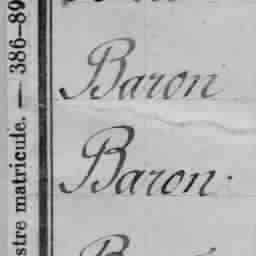 stre matricule. — 386-89
Baron
Baron.